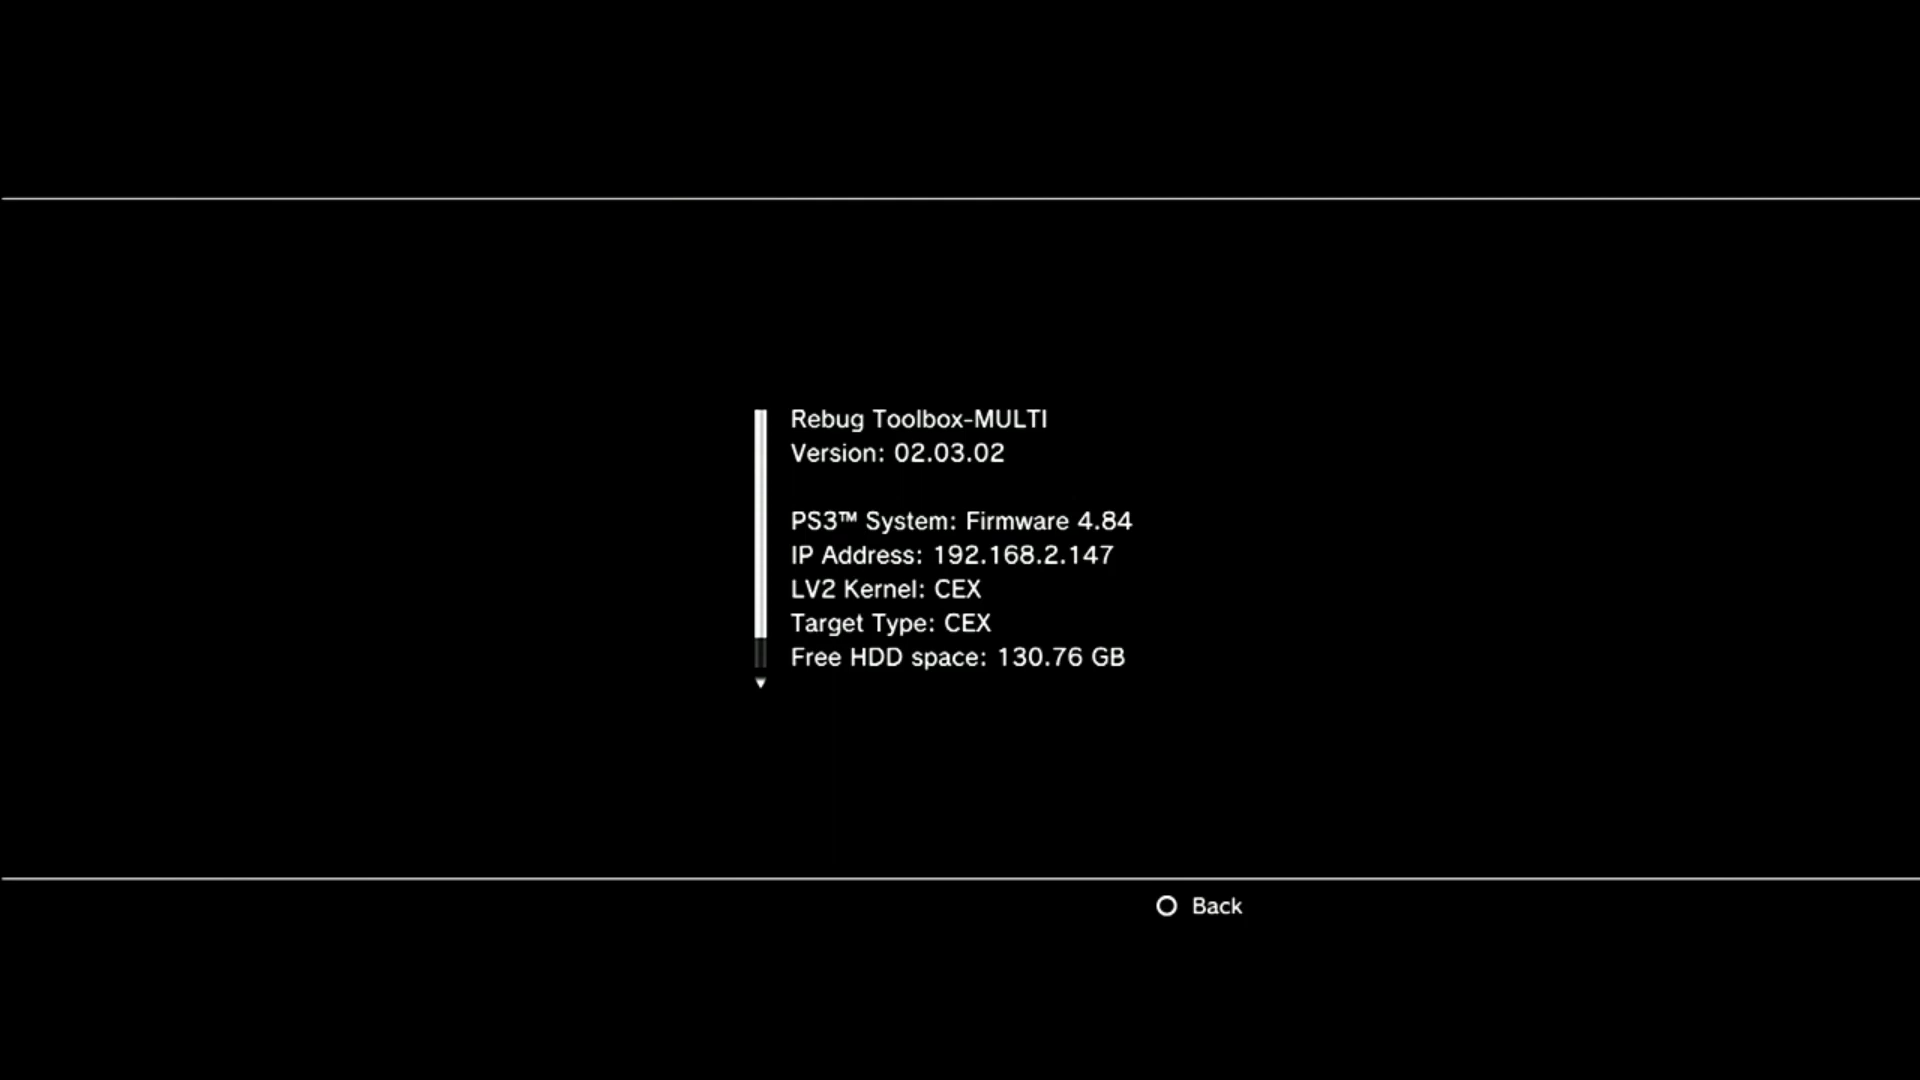 Rebug Toolbox-MULTI
Version: 02.03.02
PS3™ System: Firmware 4.84
IP Address: 192.168.2.147
LV2 Kernel: CEX
Target Type: CEX
Free HDD space: 130.76 GB
Back